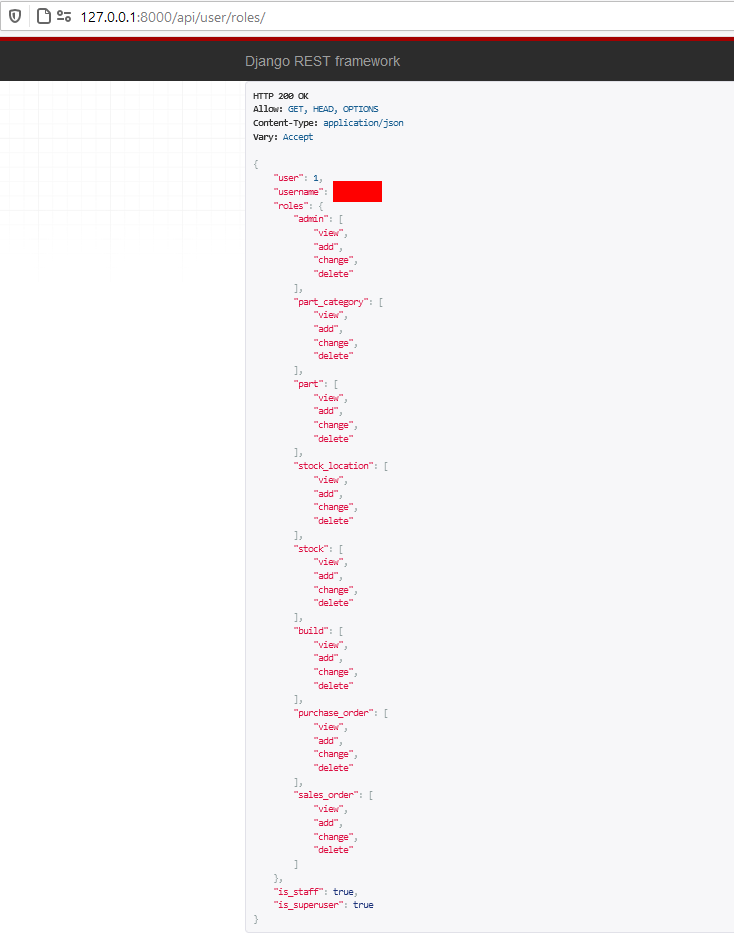 127.0.0.1:8000/api/user/roles/
Django REST framework
HTTP 200 OK
Allow: GET, HEAD, OPTIONS
Content-Type: application/json
Vary: Accept
{
"user": 1,
"username":
"roles": {
"admin": [
"view",
"add",
"change",
"delete"
],
"part_category": [
"view",
"add",
"change",
"delete"
],
"part": [
"view",
"add",
"change",
"delete"
],
"stock_location": [
"view",
"add",
"change",
"delete"
],
"stock": [
"view",
"add",
"change",
"delete"
],
"build": [
"view",
"add",
"change",
"delete"
],
"purchase_order": [
"view",
"add",
"change",
"delete"
],
"sales_order": [
"view",
"add",
"change",
"delete"
]
},
"is_staff": true,
"is_superuser": true
}